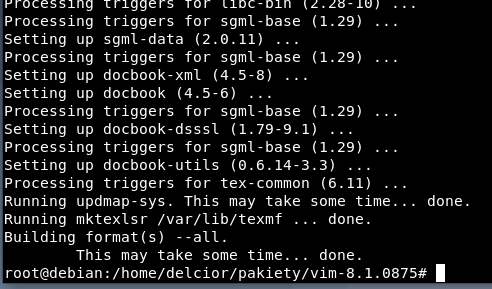 Processing triggers for libc-bin (2.28-10) ...
Processing triggers for sgml-base (1.29) ...
Setting up sgml-data (2.0.11) ...
Processing triggers for sgml-base (1.29) ...
Setting up docbook-xml (4.5-8) ...
Setting up docbook (4.5-6) ...
Processing triggers for sgml-base (1.29) ...
Setting up docbook-dsssl (1.79-9.1) ...
Processing triggers for sgml-base (1.29) ...
Setting up docbook-utils (0.6.14-3.3) ...
Processing triggers for tex-common (6.11) ...
Running updmap-sys. This may take some time... done.
Running mktexlsr /var/lib/texmf ... done.
Building format(s) --all.
        This may take some time... done.
root@debian:/home/delcior/pakiety/vim-8.1.0875#